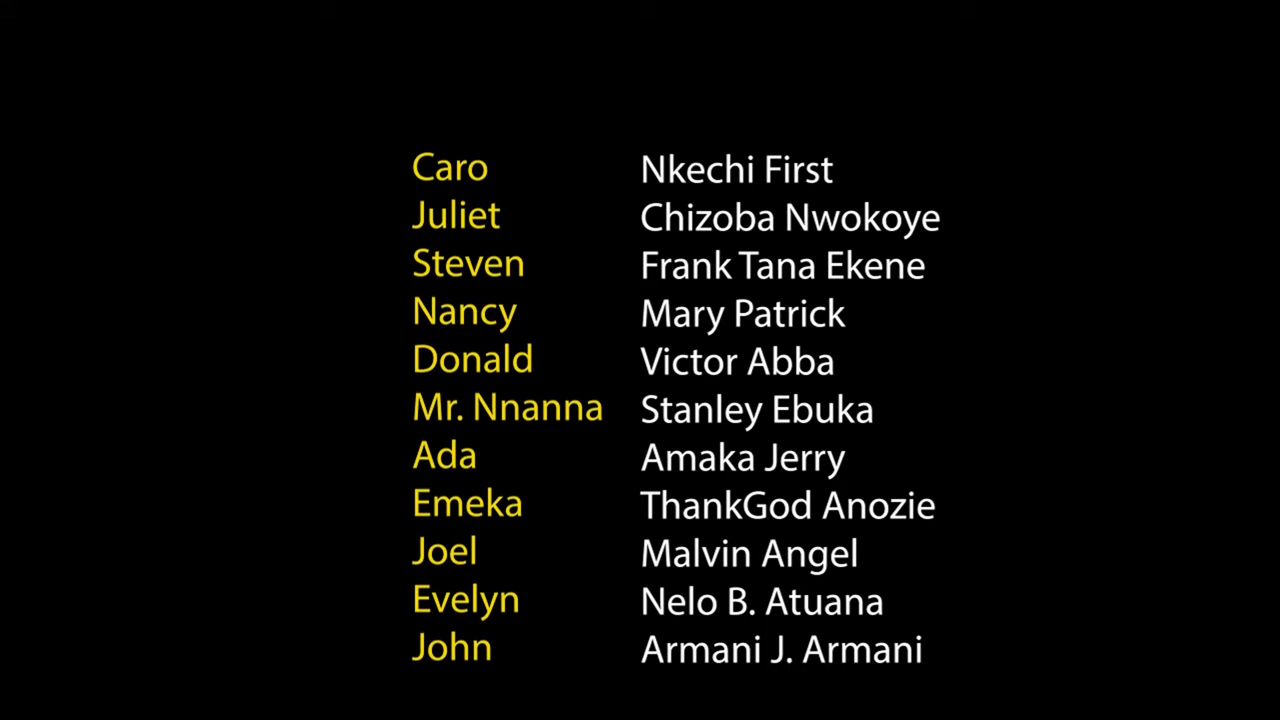 Caro Nkechi First
Juliet Chizoba Nwokoye
Steven Frank Tana Ekene
Nancy Mary Patrick
Donald Victor Abba
Mr. Nnanna Stanley Ebuka
Ada Amaka Jerry
Emeka ThankGod Anozie
Joel Malvin Angel
Evelyn Nelo B. Atuana
John Armani J. Armani